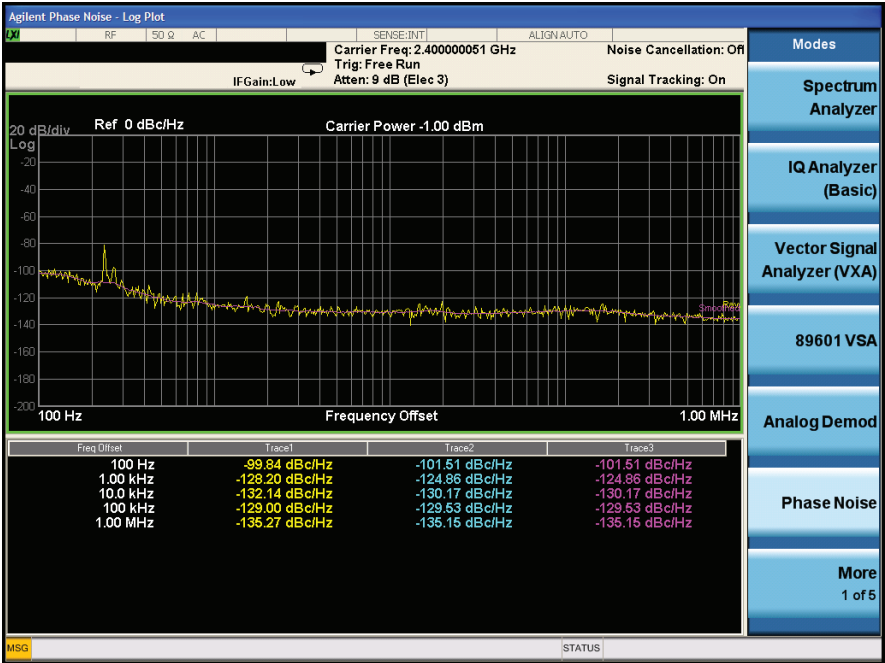 Agilent Phase Noise - Log Plot
LXI RF 50 Ω AC SENSE:INT ALIGN AUTO
Carrier Freq: 2.400000051 GHz Noise Cancellation: Off
Trig: Free Run
IFGain:Low Atten: 9 dB (Elec 3) Signal Tracking: On
20 dB/div Ref 0 dBc/Hz Carrier Power -1.00 dBm
Log
-20
-40
-60
-80
-100
-120
-140
-160
-180
-200
Raw
Smoothed
100 Hz Frequency Offset 1.00 MHz
Freq Offset Trace1 Trace2 Trace3
100 Hz -99.84 dBc/Hz -101.51 dBc/Hz -101.51 dBc/Hz
1.00 kHz -128.20 dBc/Hz -124.86 dBc/Hz -124.86 dBc/Hz
10.0 kHz -132.14 dBc/Hz -130.17 dBc/Hz -130.17 dBc/Hz
100 kHz -129.00 dBc/Hz -129.53 dBc/Hz -129.53 dBc/Hz
1.00 MHz -135.27 dBc/Hz -135.15 dBc/Hz -135.15 dBc/Hz
MSG STATUS
Modes
Spectrum
Analyzer
IQ Analyzer
(Basic)
Vector Signal
Analyzer (VXA)
89601 VSA
Analog Demod
Phase Noise
More
1 of 5